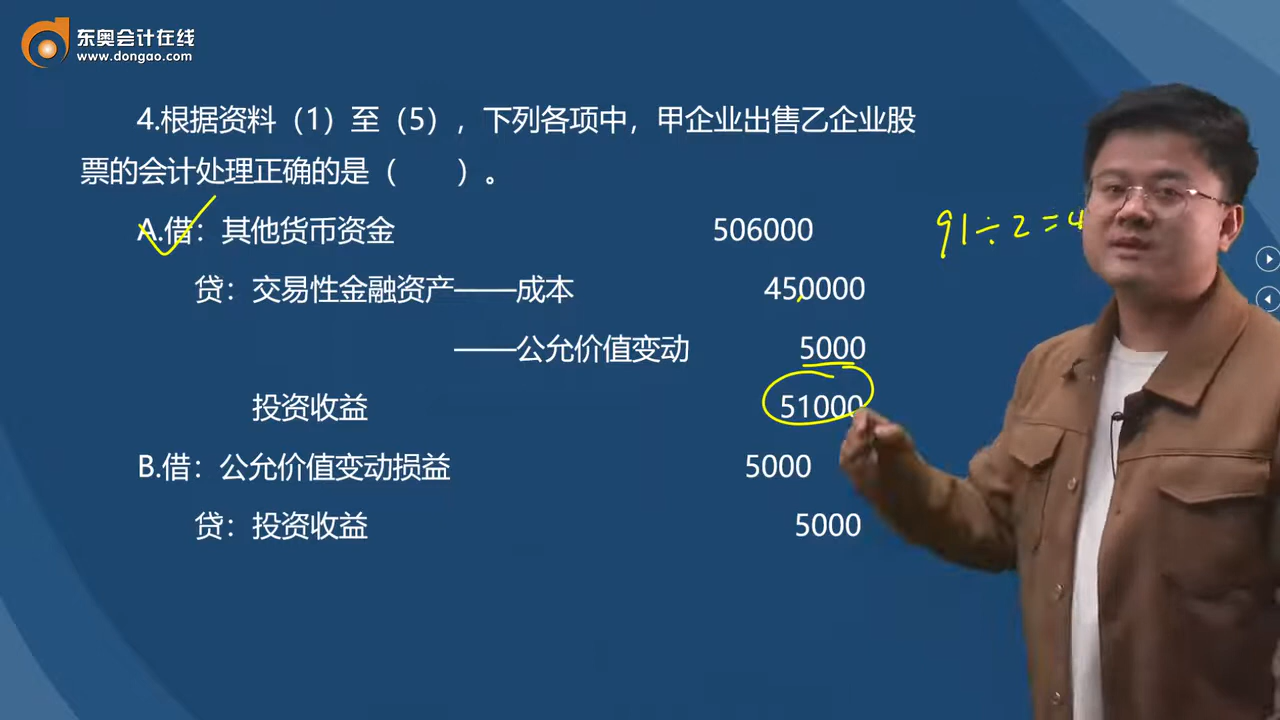 东奥会计在线
www.dongao.com
4.根据资料（1）至（5），下列各项中，甲企业出售乙企业股
票的会计处理正确的是（　　）。
A.借：其他货币资金 506000
91÷2=4
贷：交易性金融资产——成本 450000
——公允价值变动 5000
投资收益 51000
B.借：公允价值变动损益 5000
贷：投资收益 5000